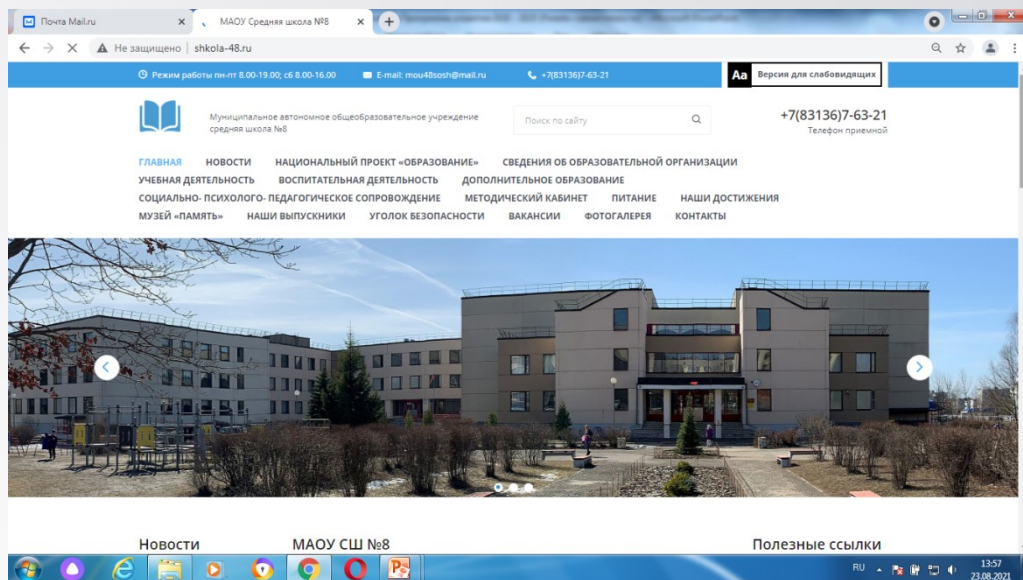 Почта Mail.ru
МАОУ Средняя школа №8
Не защищено | shkola-48.ru
Режим работы пн-пт 8.00-19.00; сб 8.00-16.00
E-mail: mou48sosh@mail.ru
+7(83136)7-63-21
Aa Версия для слабовидящих
Муниципальное автономное общеобразовательное учреждение
средняя школа №8
Поиск по сайту
+7(83136)7-63-21
Телефон приемной
ГЛАВНАЯ НОВОСТИ НАЦИОНАЛЬНЫЙ ПРОЕКТ «ОБРАЗОВАНИЕ» СВЕДЕНИЯ ОБ ОБРАЗОВАТЕЛЬНОЙ ОРГАНИЗАЦИИ
УЧЕБНАЯ ДЕЯТЕЛЬНОСТЬ ВОСПИТАТЕЛЬНАЯ ДЕЯТЕЛЬНОСТЬ ДОПОЛНИТЕЛЬНОЕ ОБРАЗОВАНИЕ
СОЦИАЛЬНО- ПСИХОЛОГО- ПЕДАГОГИЧЕСКОЕ СОПРОВОЖДЕНИЕ МЕТОДИЧЕСКИЙ КАБИНЕТ ПИТАНИЕ НАШИ ДОСТИЖЕНИЯ
МУЗЕЙ «ПАМЯТЬ» НАШИ ВЫПУСКНИКИ УГОЛОК БЕЗОПАСНОСТИ ВАКАНСИИ ФОТОГАЛЕРЕЯ КОНТАКТЫ
Новости
МАОУ СШ №8
Полезные ссылки
RU
13:57
23.08.2021